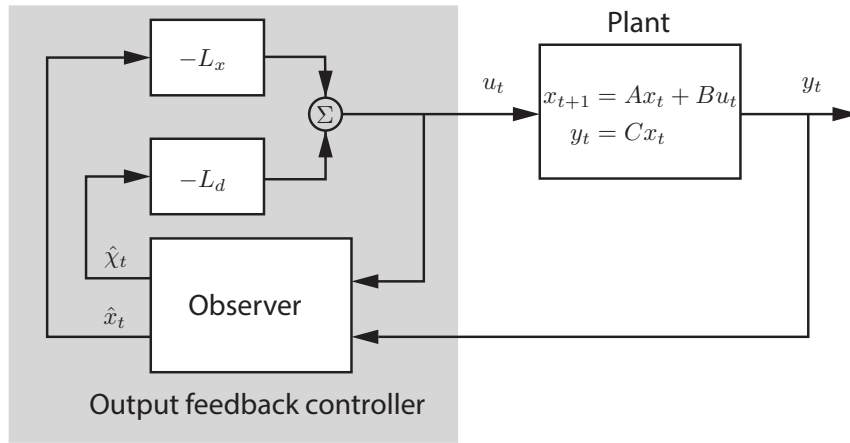 Plant
−L_x
Σ
u_t
x_{t+1} = Ax_t + Bu_t
y_t = Cx_t
y_t
−L_d
χ̂_t
x̂_t
Observer
Output feedback controller